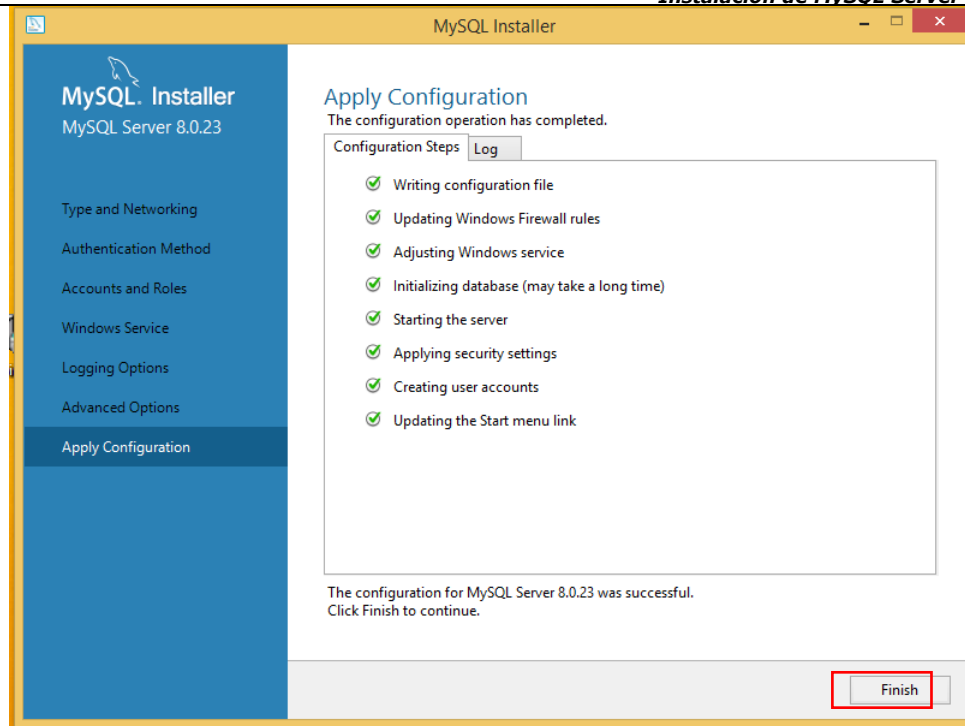 Instalación de MySQL Server
MySQL Installer
MySQL. Installer
MySQL Server 8.0.23
Type and Networking
Authentication Method
Accounts and Roles
Windows Service
Logging Options
Advanced Options
Apply Configuration
Apply Configuration
The configuration operation has completed.
Configuration Steps Log
Writing configuration file
Updating Windows Firewall rules
Adjusting Windows service
Initializing database (may take a long time)
Starting the server
Applying security settings
Creating user accounts
Updating the Start menu link
The configuration for MySQL Server 8.0.23 was successful.
Click Finish to continue.
Finish